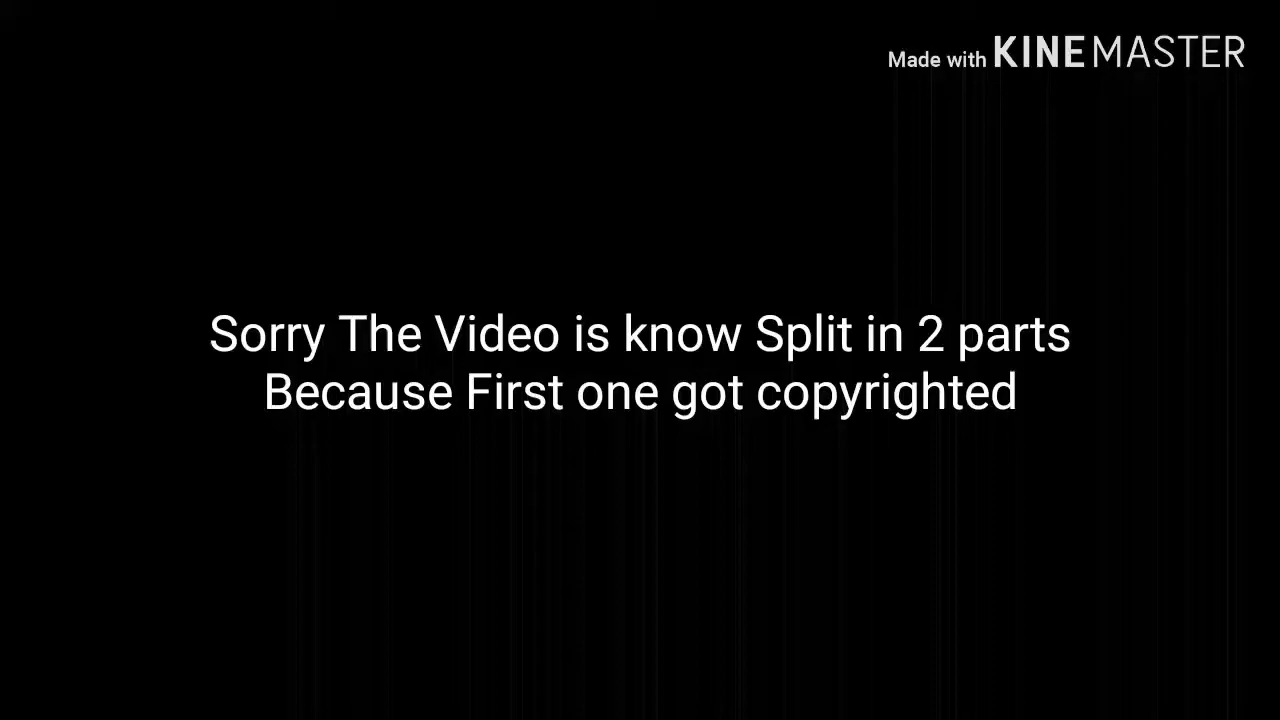 Made with KINEMASTER
Sorry The Video is know Split in 2 parts
Because First one got copyrighted